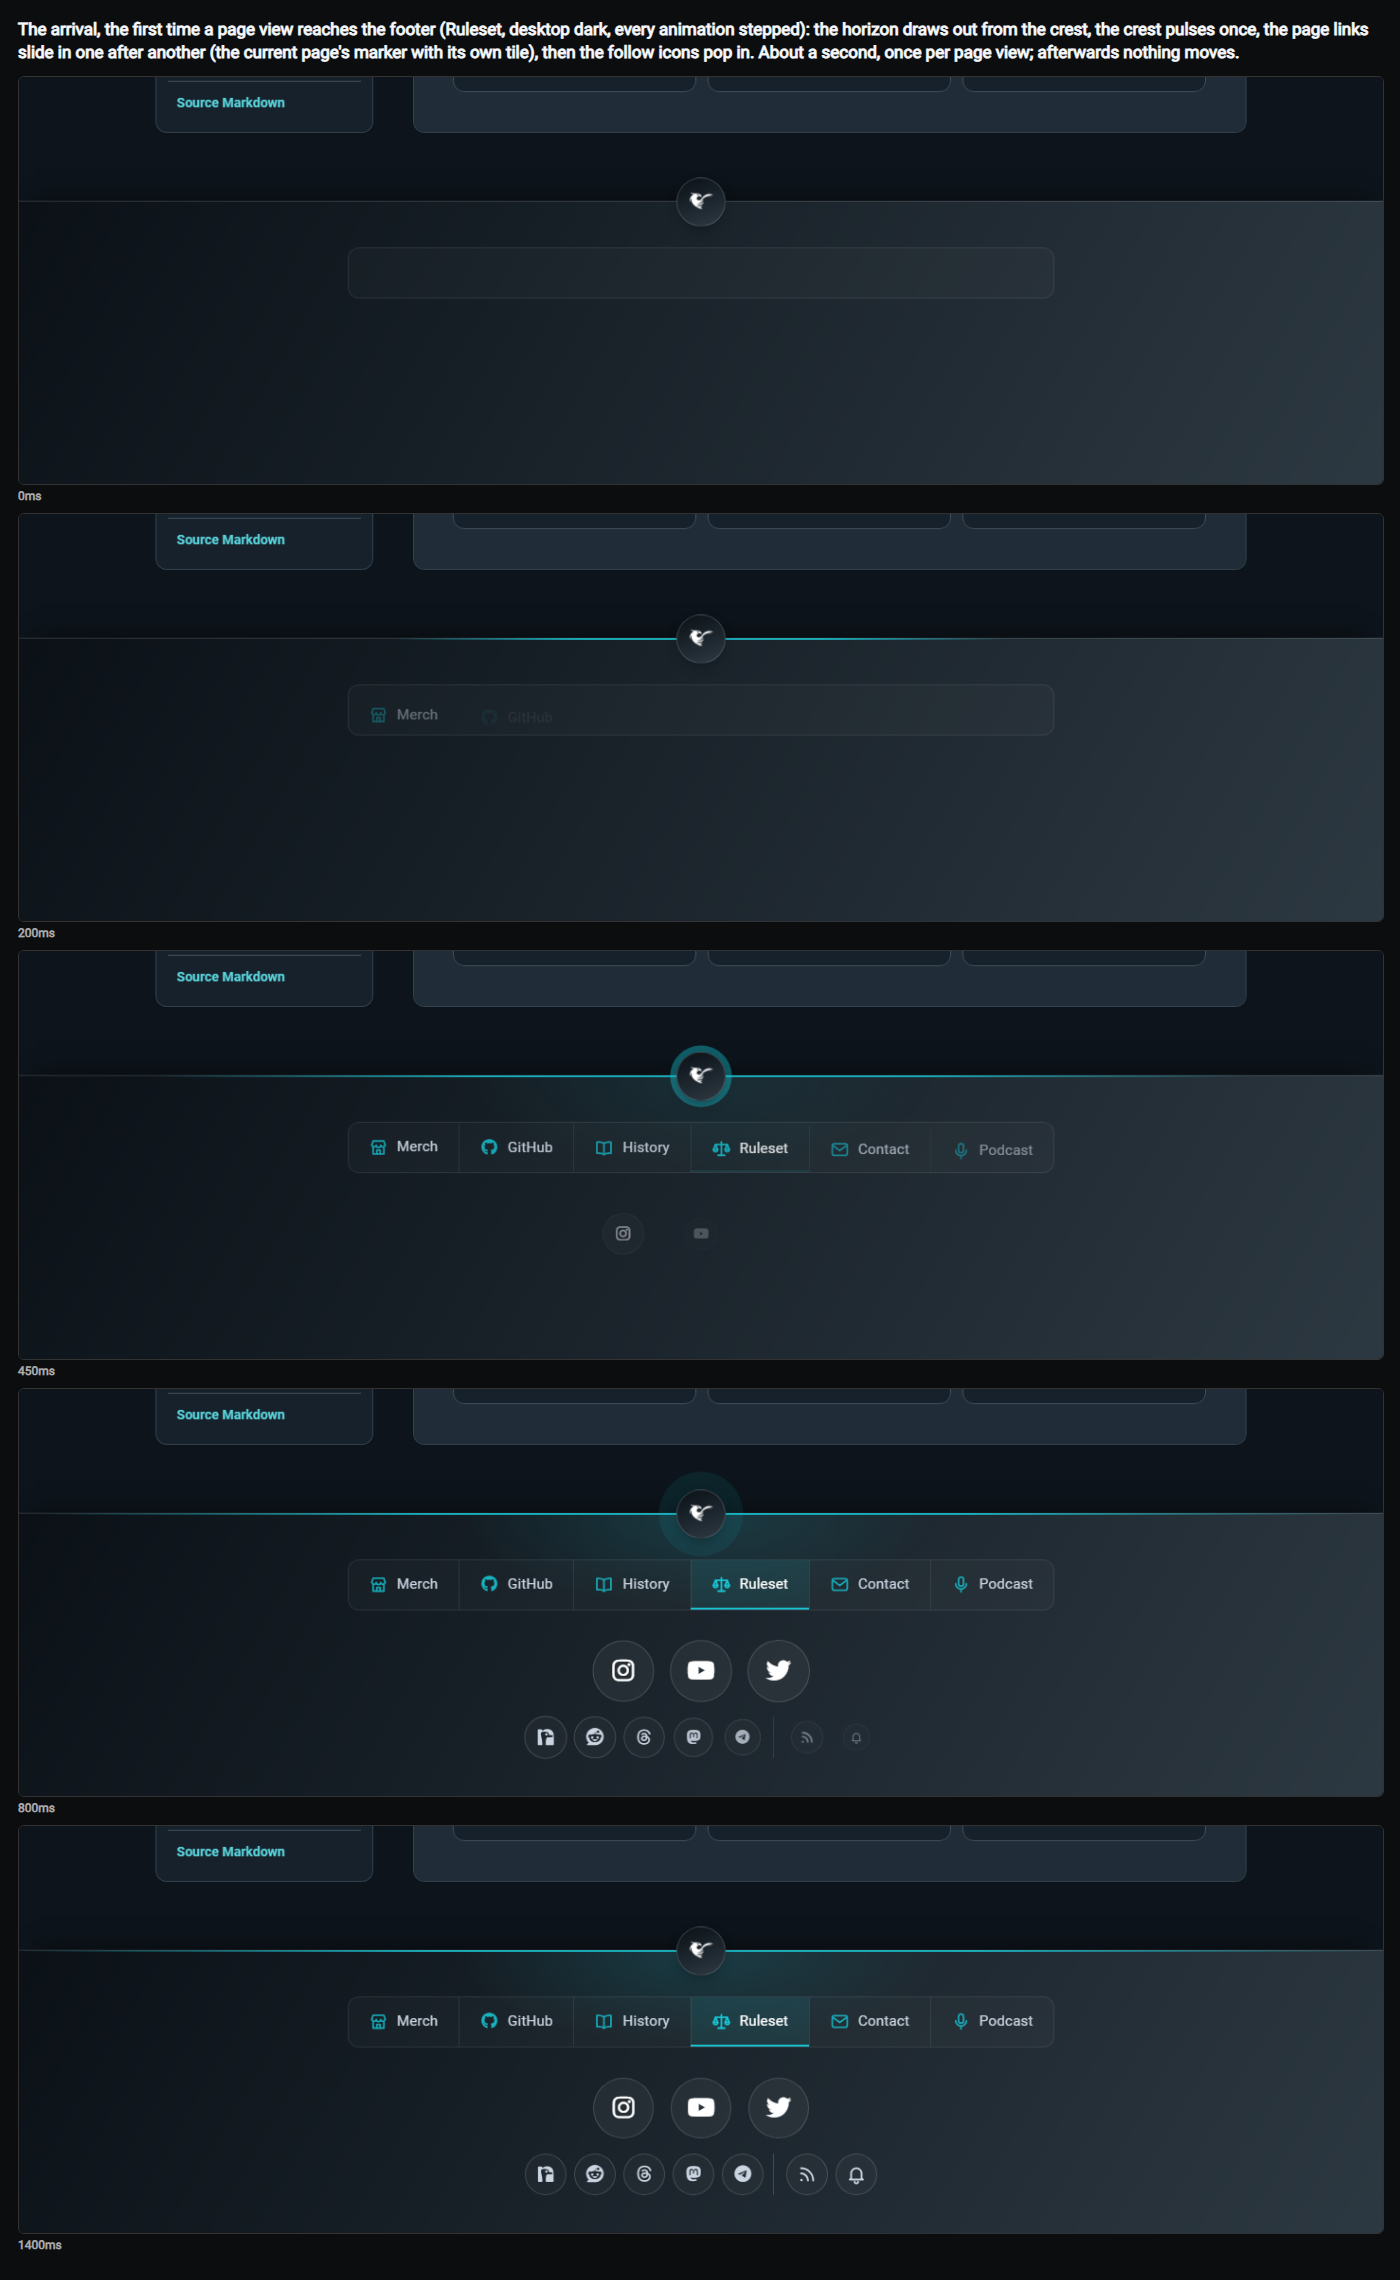 The arrival, the first time a page view reaches the footer (Ruleset, desktop dark, every animation stepped): the horizon draws out from the crest, the crest pulses once, the page links
slide in one after another (the current page's marker with its own tile), then the follow icons pop in. About a second, once per page view; afterwards nothing moves.
Source Markdown
0ms
Source Markdown
Merch GitHub
200ms
Source Markdown
Merch GitHub History Ruleset Contact Podcast
450ms
Source Markdown
Merch GitHub History Ruleset Contact Podcast
800ms
Source Markdown
Merch GitHub History Ruleset Contact Podcast
1400ms